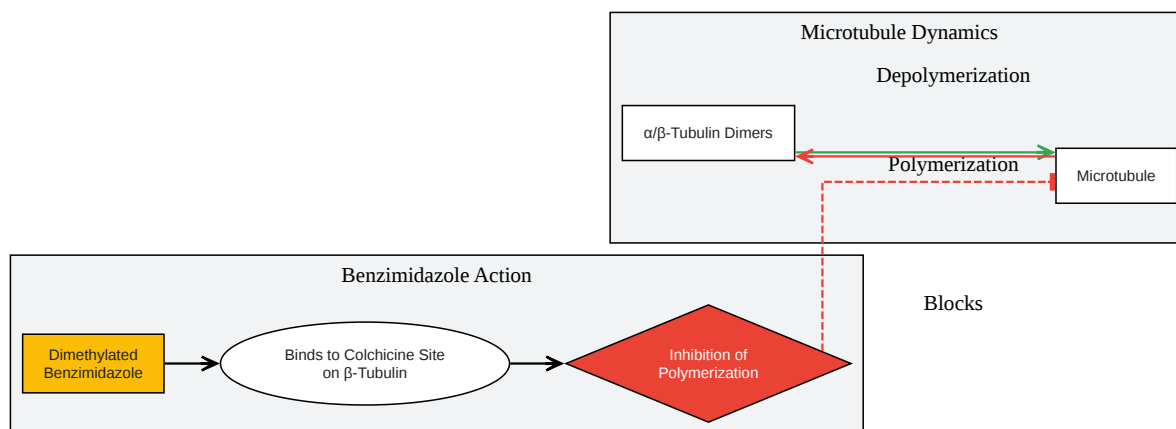 Microtubule Dynamics
Depolymerization
α/β-Tubulin Dimers
Polymerization
Microtubule
Benzimidazole Action
Blocks
Dimethylated
Benzimidazole
Binds to Colchicine Site
on β-Tubulin
Inhibition of
Polymerization